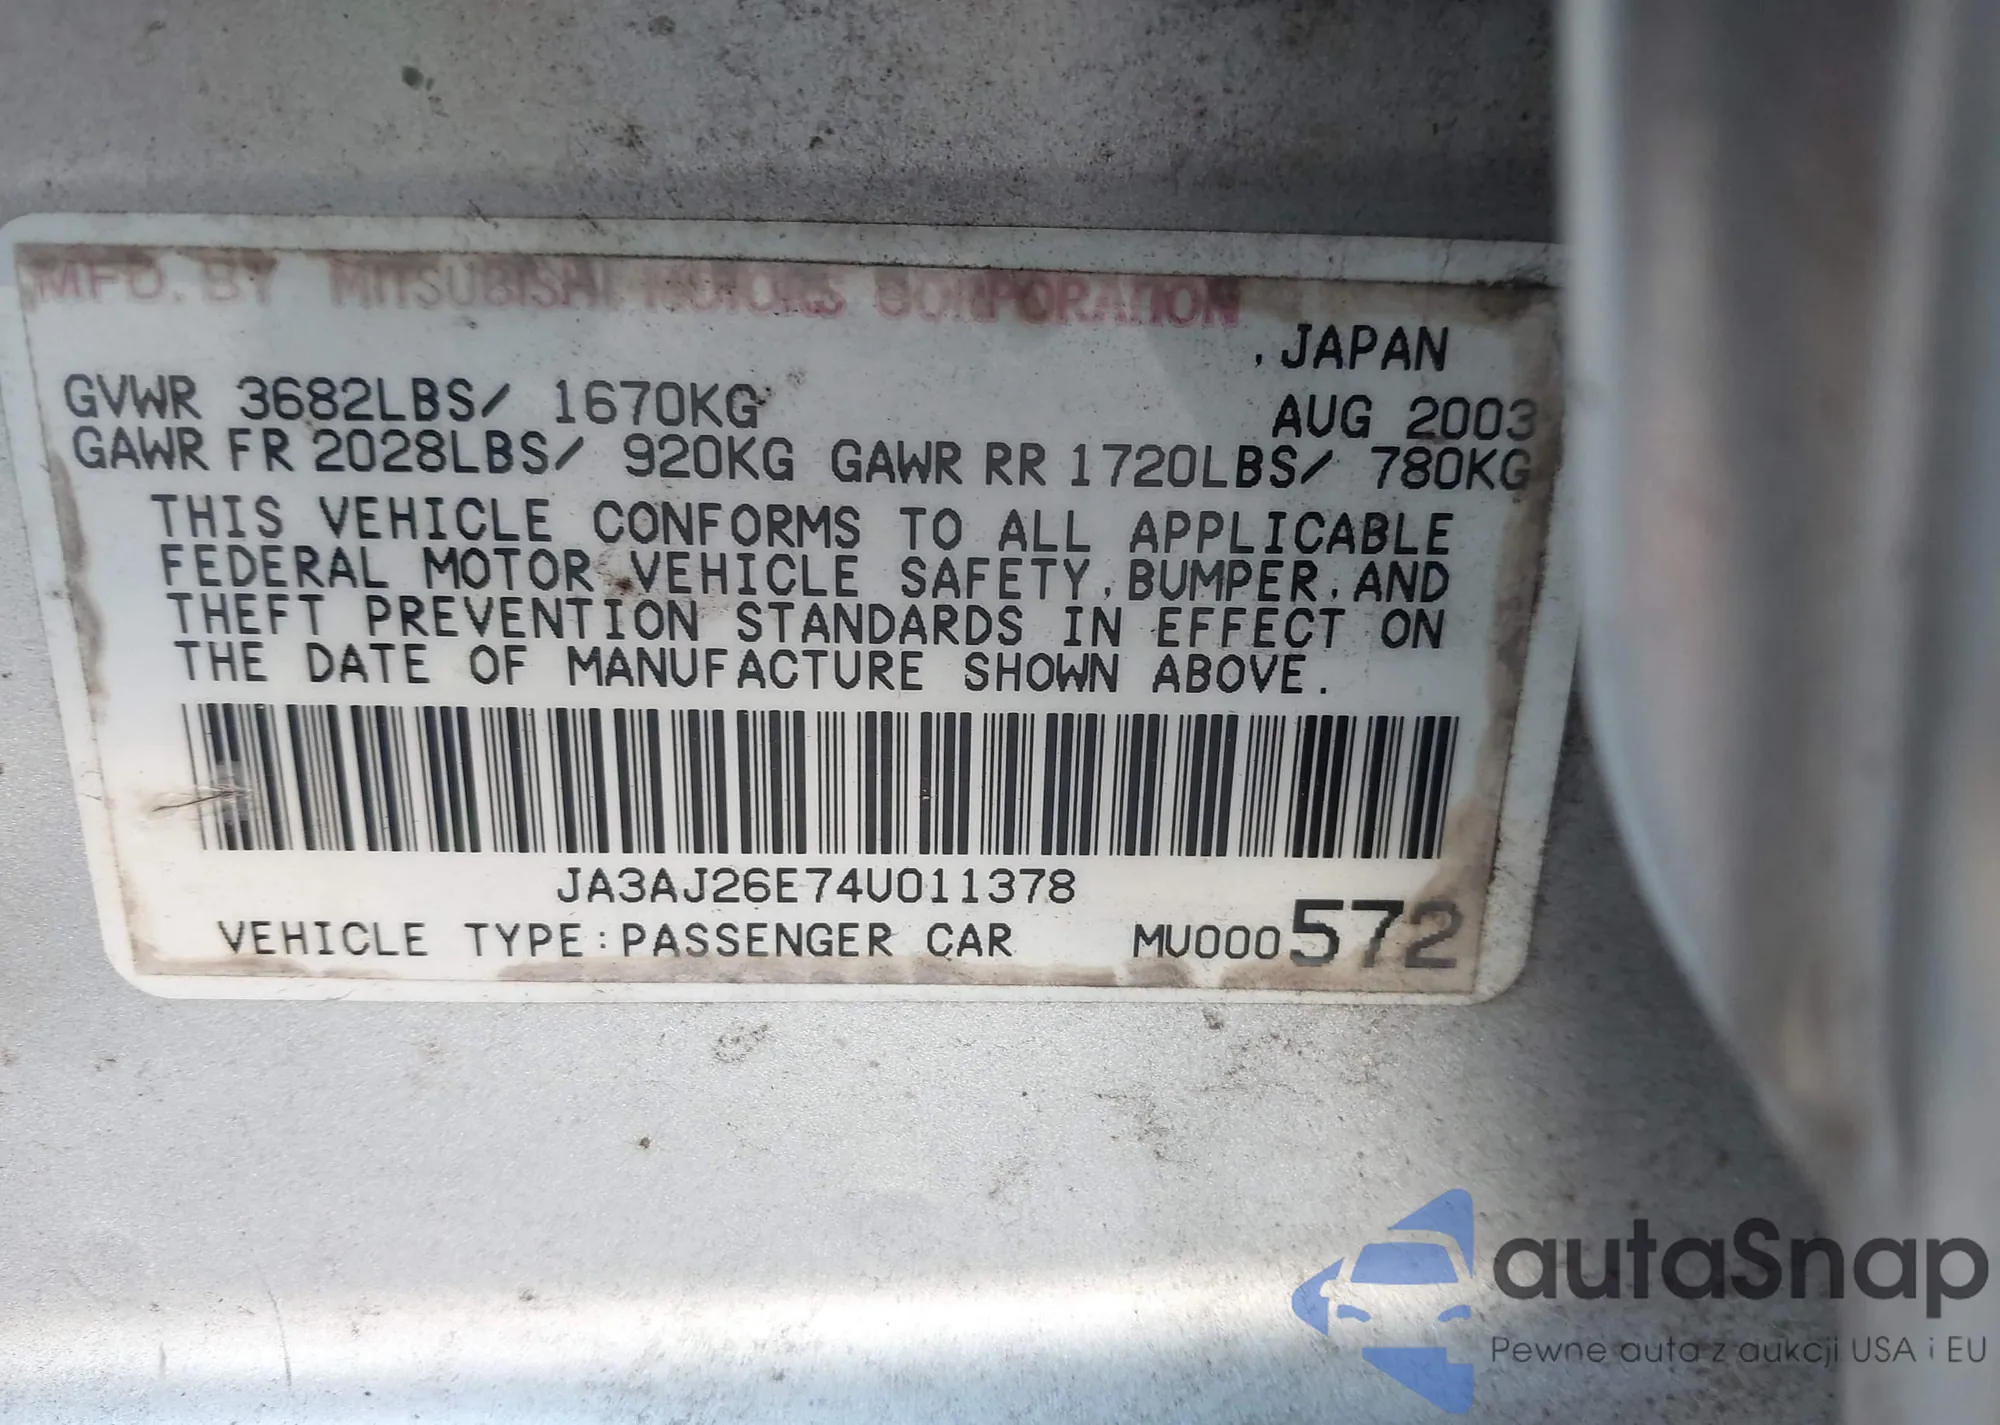 MFD. BY MITSUBISHI MOTORS CORPORATION
, JAPAN
GVWR 3682LBS/ 1670KG AUG 2003
GAWR FR 2028LBS/ 920KG GAWR RR 1720LBS/ 780KG
THIS VEHICLE CONFORMS TO ALL APPLICABLE
FEDERAL MOTOR VEHICLE SAFETY, BUMPER, AND
THEFT PREVENTION STANDARDS IN EFFECT ON
THE DATE OF MANUFACTURE SHOWN ABOVE.
JA3AJ26E74U011378
VEHICLE TYPE:PASSENGER CAR MU000572
autaSnap
Pewne auta z aukcji USA i EU